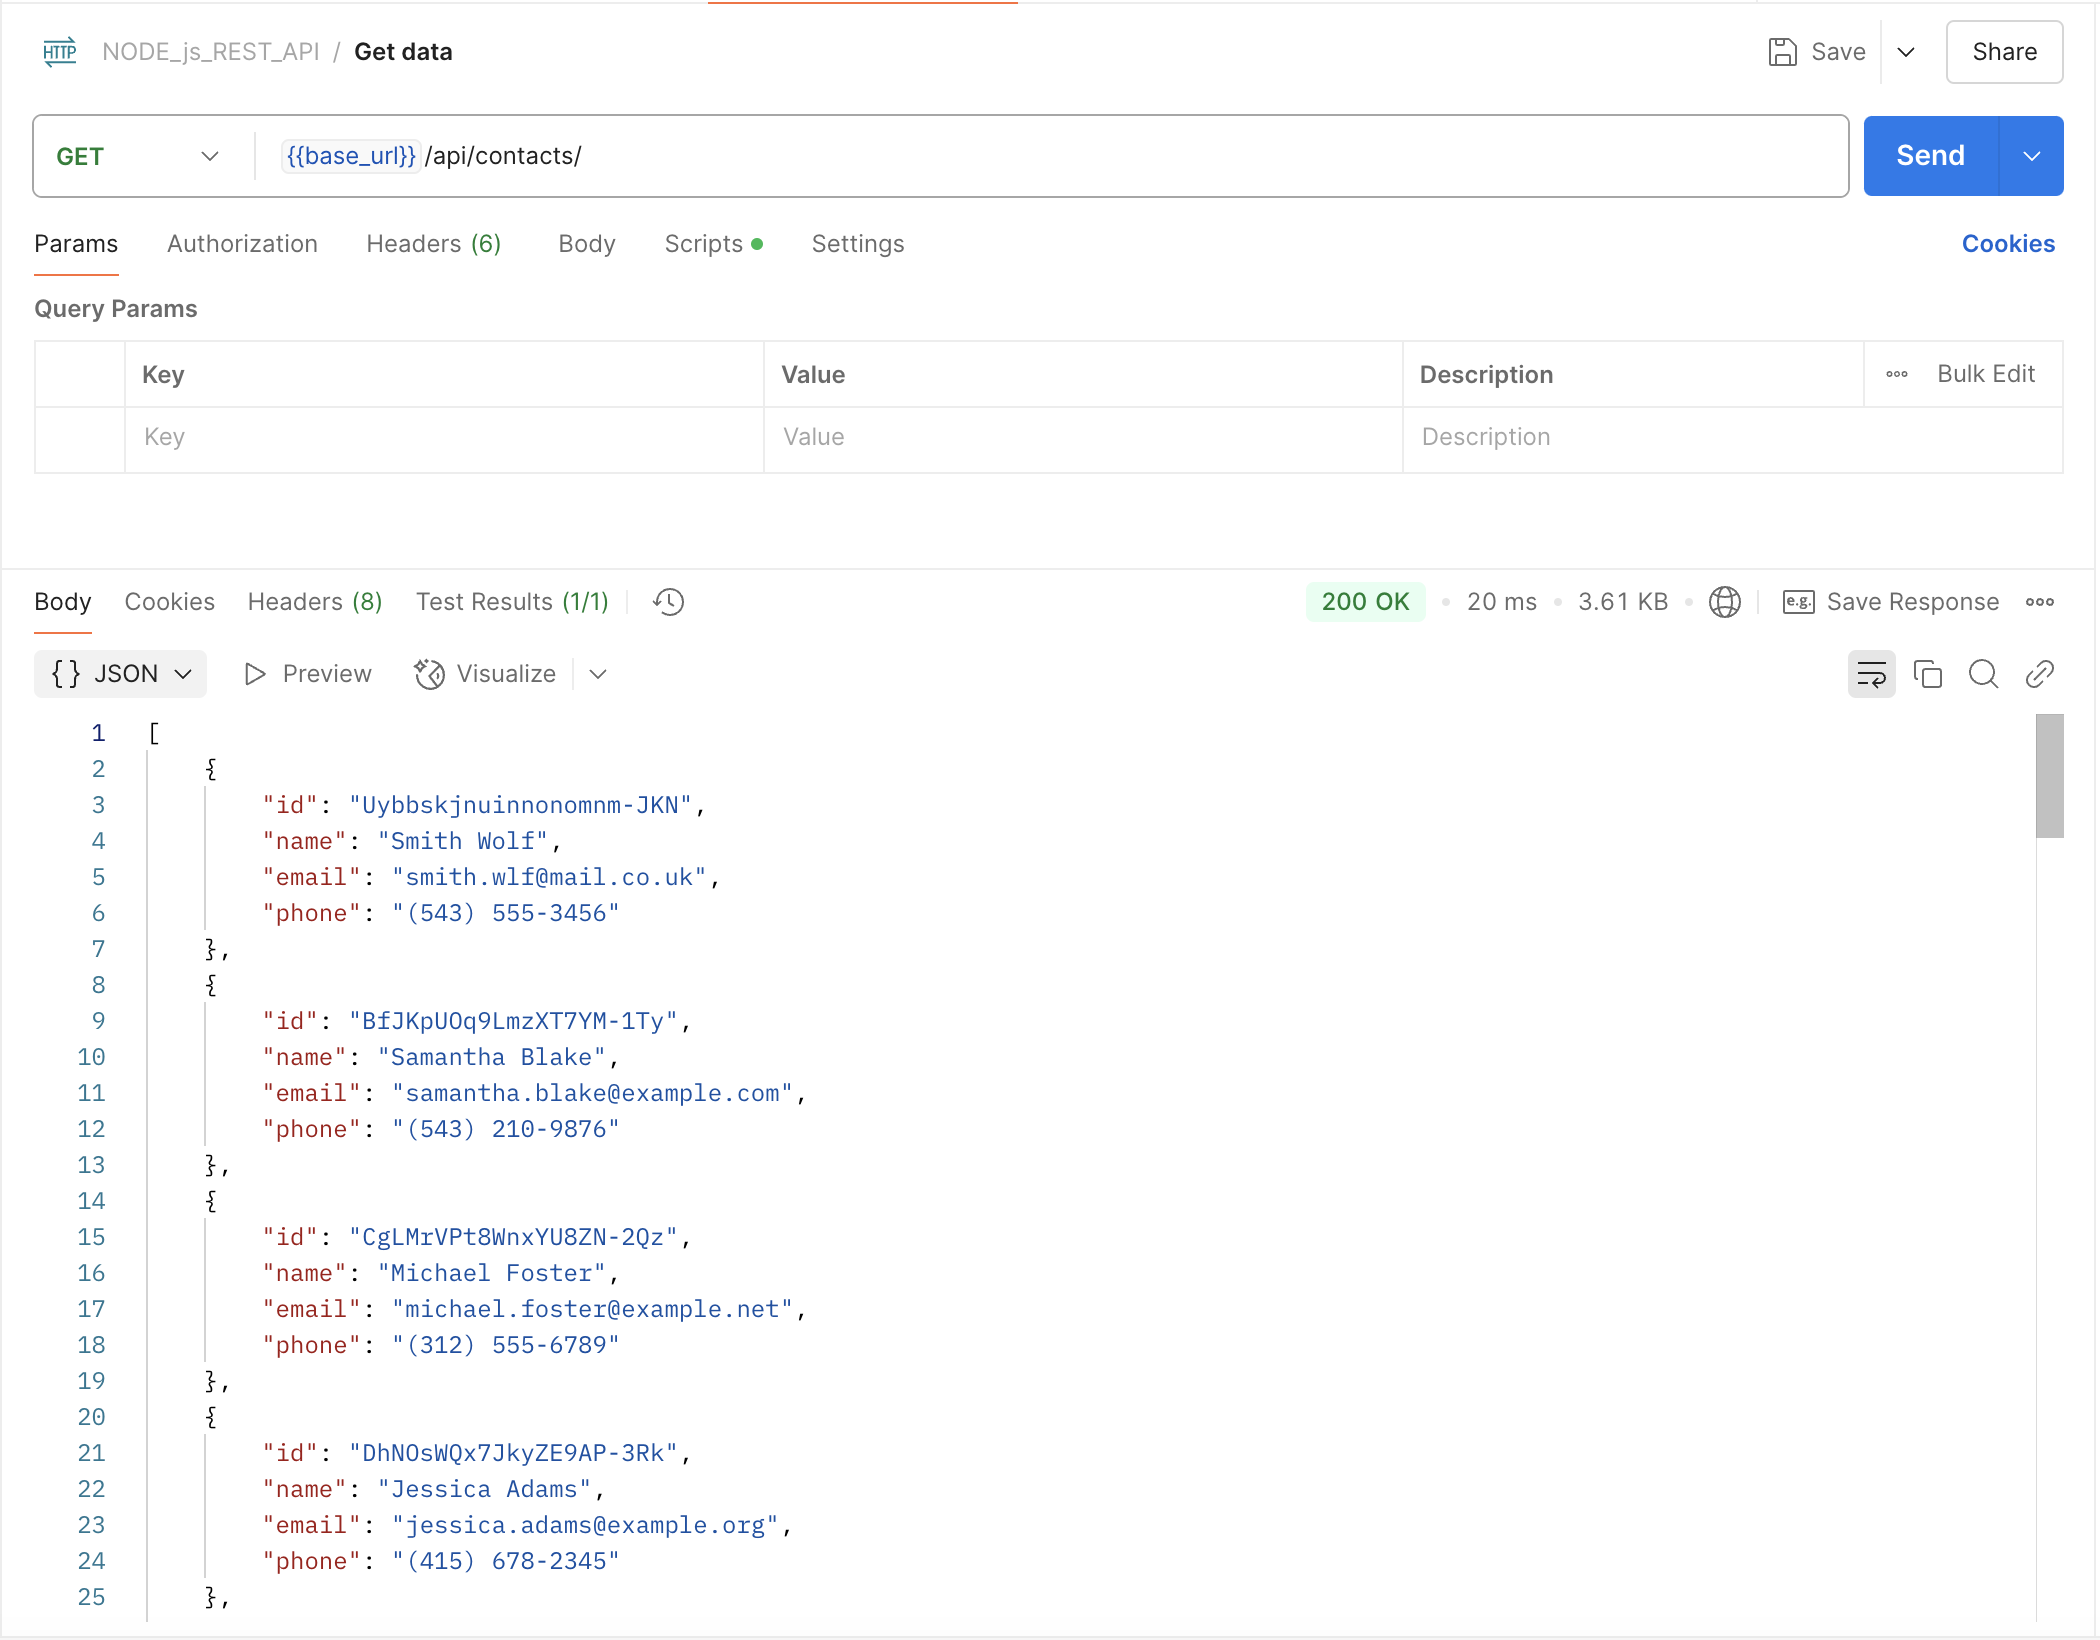 HTTP NODE_js_REST_API / Get data Save Share
GET {{base_url}} /api/contacts/ Send
Params Authorization Headers (6) Body Scripts Settings Cookies
Query Params
Key Value Description ooo Bulk Edit
Key Value Description
Body Cookies Headers (8) Test Results (1/1) 200 OK • 20 ms • 3.61 KB • e.g. Save Response ooo
{ } JSON Preview Visualize
1 [
2 {
3 "id": "Uybbskjnuinnonomnm-JKN",
4 "name": "Smith Wolf",
5 "email": "smith.wlf@mail.co.uk",
6 "phone": "(543) 555-3456"
7 },
8 {
9 "id": "BfJKpUOq9LmzXT7YM-1Ty",
10 "name": "Samantha Blake",
11 "email": "samantha.blake@example.com",
12 "phone": "(543) 210-9876"
13 },
14 {
15 "id": "CgLMrVPt8WnxYU8ZN-2Qz",
16 "name": "Michael Foster",
17 "email": "michael.foster@example.net",
18 "phone": "(312) 555-6789"
19 },
20 {
21 "id": "DhNOsWQx7JkyZE9AP-3Rk",
22 "name": "Jessica Adams",
23 "email": "jessica.adams@example.org",
24 "phone": "(415) 678-2345"
25 },